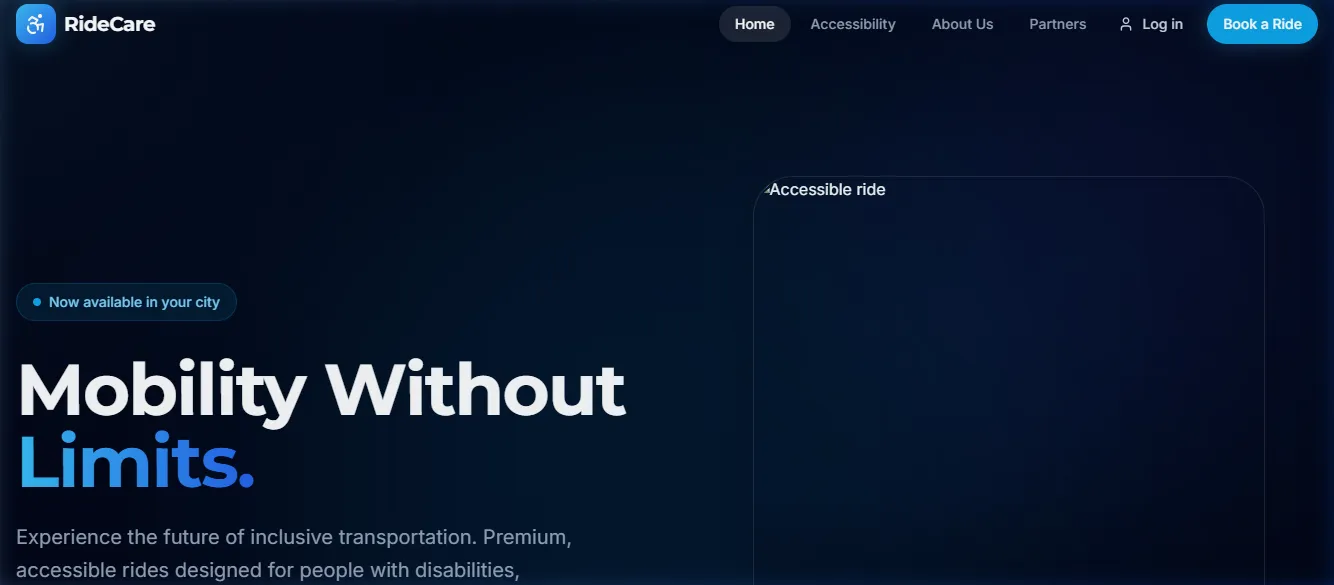 RideCare
Home
Accessibility
About Us
Partners
Log in
Book a Ride
Accessible ride
Now available in your city
Mobility Without
Limits.
Experience the future of inclusive transportation. Premium,
accessible rides designed for people with disabilities,